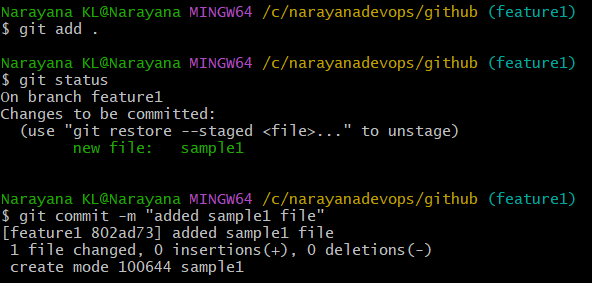 Narayana KL@Narayana MINGW64 /c/narayanadevops/github (feature1)
$ git add .
Narayana KL@Narayana MINGW64 /c/narayanadevops/github (feature1)
$ git status
On branch feature1
Changes to be committed:
  (use "git restore --staged <file>..." to unstage)
        new file:   sample1
Narayana KL@Narayana MINGW64 /c/narayanadevops/github (feature1)
$ git commit -m "added sample1 file"
[feature1 802ad73] added sample1 file
 1 file changed, 0 insertions(+), 0 deletions(-)
 create mode 100644 sample1